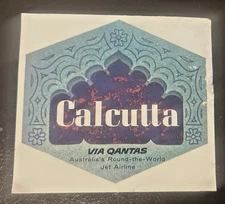 Calcutta
VIA QANTAS
Australia's Round-the-World
Jet Airline